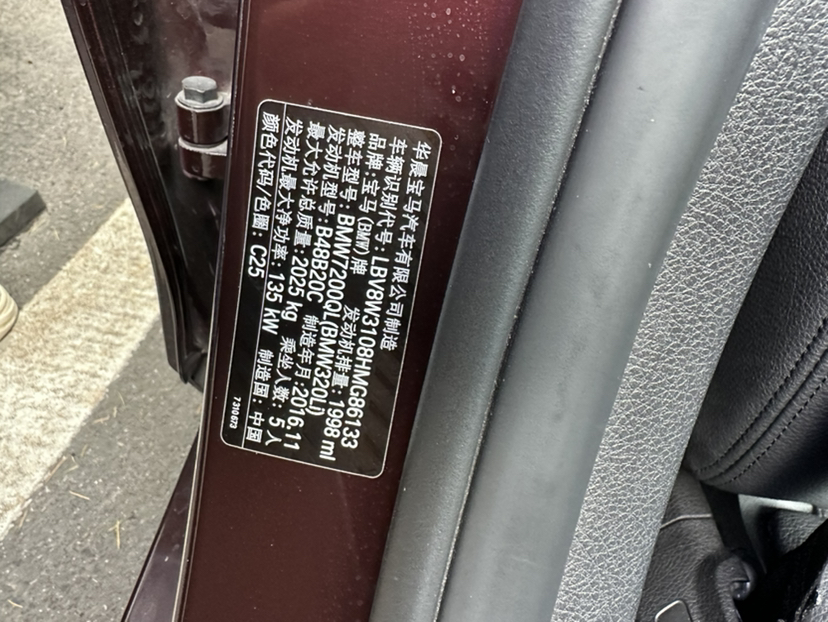 华晨宝马汽车有限公司制造
车辆识别代号: LBV8W3108HMG86133
品牌: 宝马(BMW)牌 发动机排量: 1998 ml
整车型号: BMW7200QL(BMW320Li)
发动机型号: B48B20C 制造年月: 2016.11
最大允许总质量: 2025 kg 乘坐人数: 5 人
发动机最大净功率: 135 kW 制造国: 中国
颜色代码/色圈: C25
7310673